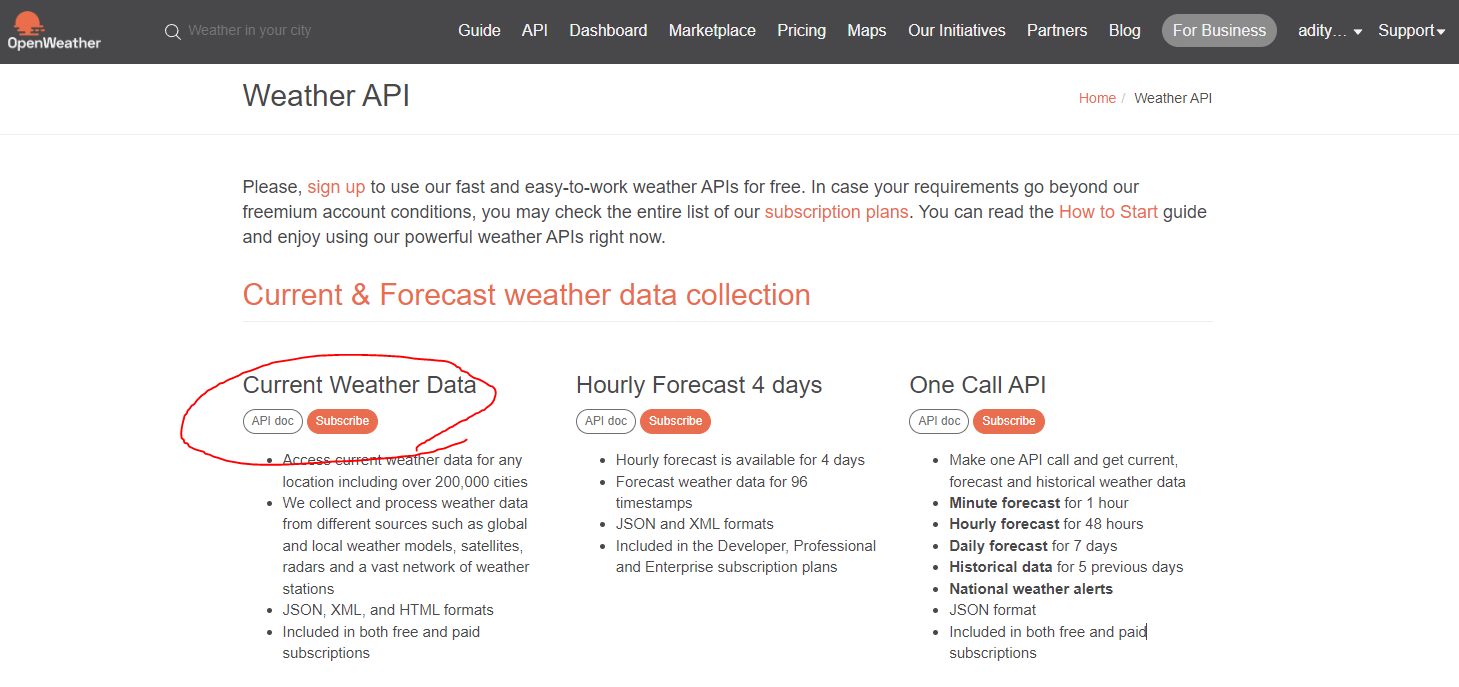 OpenWeather
Weather in your city
Guide API Dashboard Marketplace Pricing Maps Our Initiatives Partners Blog For Business adity... Support
Weather API
Home / Weather API
Please, sign up to use our fast and easy-to-work weather APIs for free. In case your requirements go beyond our
freemium account conditions, you may check the entire list of our subscription plans. You can read the How to Start guide
and enjoy using our powerful weather APIs right now.
Current & Forecast weather data collection
Current Weather Data
API doc Subscribe
Access current weather data for any
location including over 200,000 cities
We collect and process weather data
from different sources such as global
and local weather models, satellites,
radars and a vast network of weather
stations
JSON, XML, and HTML formats
Included in both free and paid
subscriptions
Hourly Forecast 4 days
API doc Subscribe
Hourly forecast is available for 4 days
Forecast weather data for 96
timestamps
JSON and XML formats
Included in the Developer, Professional
and Enterprise subscription plans
One Call API
API doc Subscribe
Make one API call and get current,
forecast and historical weather data
Minute forecast for 1 hour
Hourly forecast for 48 hours
Daily forecast for 7 days
Historical data for 5 previous days
National weather alerts
JSON format
Included in both free and paid
subscriptions